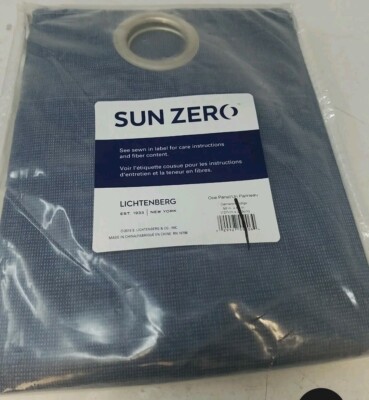 SUN ZERO
See sewn in label for care instructions
and fiber content.
Voir l'étiquette cousue pour les instructions
d'entretien et la teneur en fibres.
LICHTENBERG
EST. 1933 | NEW YORK
One Panel